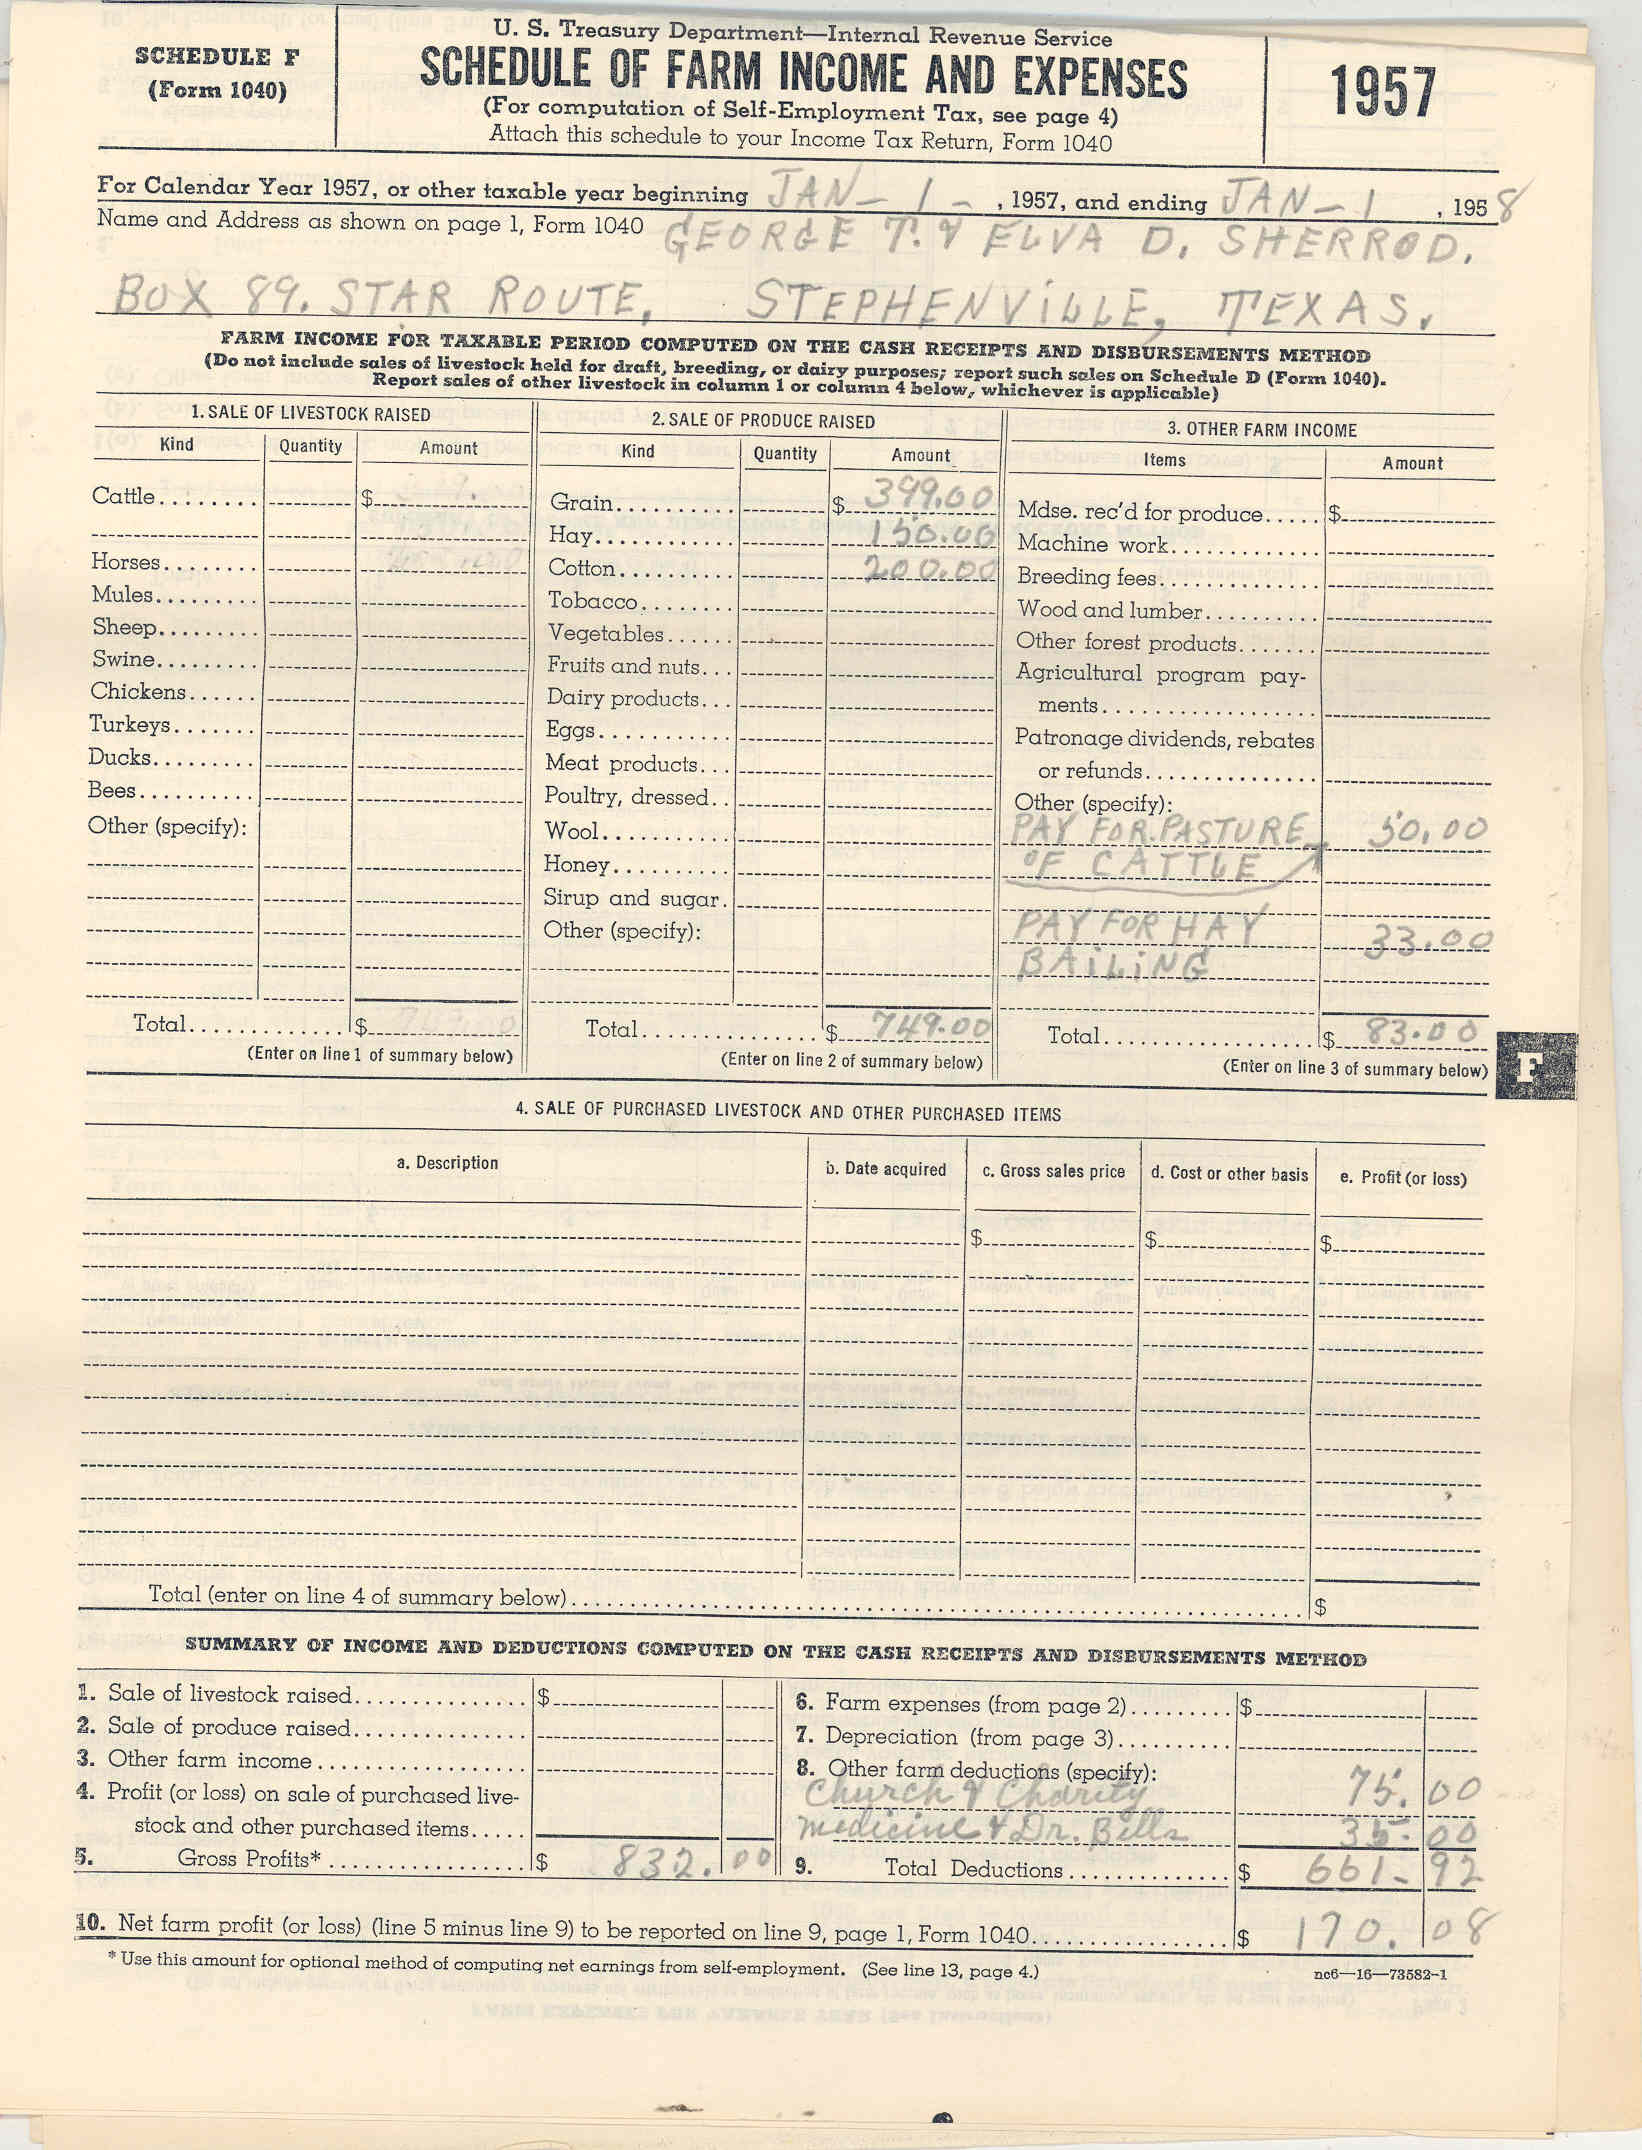 SCHEDULE F
(Form 1040)
U. S. Treasury Department—Internal Revenue Service
SCHEDULE OF FARM INCOME AND EXPENSES
(For computation of Self-Employment Tax, see page 4)
Attach this schedule to your Income Tax Return, Form 1040
1957
For Calendar Year 1957, or other taxable year beginning JAN - 1 - , 1957, and ending JAN - 1 , 1958
Name and Address as shown on page 1, Form 1040 GEORGE T. & ELVA D. SHERROD.
BOX 89. STAR ROUTE, STEPHENVILLE, TEXAS.
FARM INCOME FOR TAXABLE PERIOD COMPUTED ON THE CASH RECEIPTS AND DISBURSEMENTS METHOD
(Do not include sales of livestock held for draft, breeding, or dairy purposes; report such sales on Schedule D (Form 1040).
Report sales of other livestock in column 1 or column 4 below, whichever is applicable)
1. SALE OF LIVESTOCK RAISED
Kind Quantity Amount
Cattle........ $
Horses........
Mules.........
Sheep.........
Swine.........
Chickens......
Turkeys.......
Ducks.........
Bees..........
Other (specify):
Total............. $
(Enter on line 1 of summary below)
2. SALE OF PRODUCE RAISED
Kind Quantity Amount
Grain........... $ 399.00
Hay............ 150.00
Cotton.......... 200.00
Tobacco........
Vegetables......
Fruits and nuts...
Dairy products...
Eggs...........
Meat products...
Poultry, dressed..
Wool...........
Honey..........
Sirup and sugar.
Other (specify):
Total................ $ 749.00
(Enter on line 2 of summary below)
3. OTHER FARM INCOME
Items Amount
Mdse. rec'd for produce..... $
Machine work.............
Breeding fees..............
Wood and lumber..........
Other forest products.......
Agricultural program pay-
ments..................
Patronage dividends, rebates
or refunds...............
Other (specify):
PAY FOR PASTURE 50.00
OF CATTLE
PAY FOR HAY 33.00
BAiLiNG
Total.................. $ 83.00
(Enter on line 3 of summary below)
F
4. SALE OF PURCHASED LIVESTOCK AND OTHER PURCHASED ITEMS
a. Description b. Date acquired c. Gross sales price d. Cost or other basis e. Profit (or loss)
$ $ $
Total (enter on line 4 of summary below).................... $
SUMMARY OF INCOME AND DEDUCTIONS COMPUTED ON THE CASH RECEIPTS AND DISBURSEMENTS METHOD
1. Sale of livestock raised............... $
2. Sale of produce raised...............
3. Other farm income..................
4. Profit (or loss) on sale of purchased live-
stock and other purchased items.....
5. Gross Profits*................. $ 832.00
6. Farm expenses (from page 2)......... $
7. Depreciation (from page 3)..........
8. Other farm deductions (specify):
Church & Charity 75.00
medicine & Dr. Bills 35.00
9. Total Deductions.............. $ 661-92
10. Net farm profit (or loss) (line 5 minus line 9) to be reported on line 9, page 1, Form 1040................. $ 170.08
* Use this amount for optional method of computing net earnings from self-employment. (See line 13, page 4.)
nc6—16—73582-1